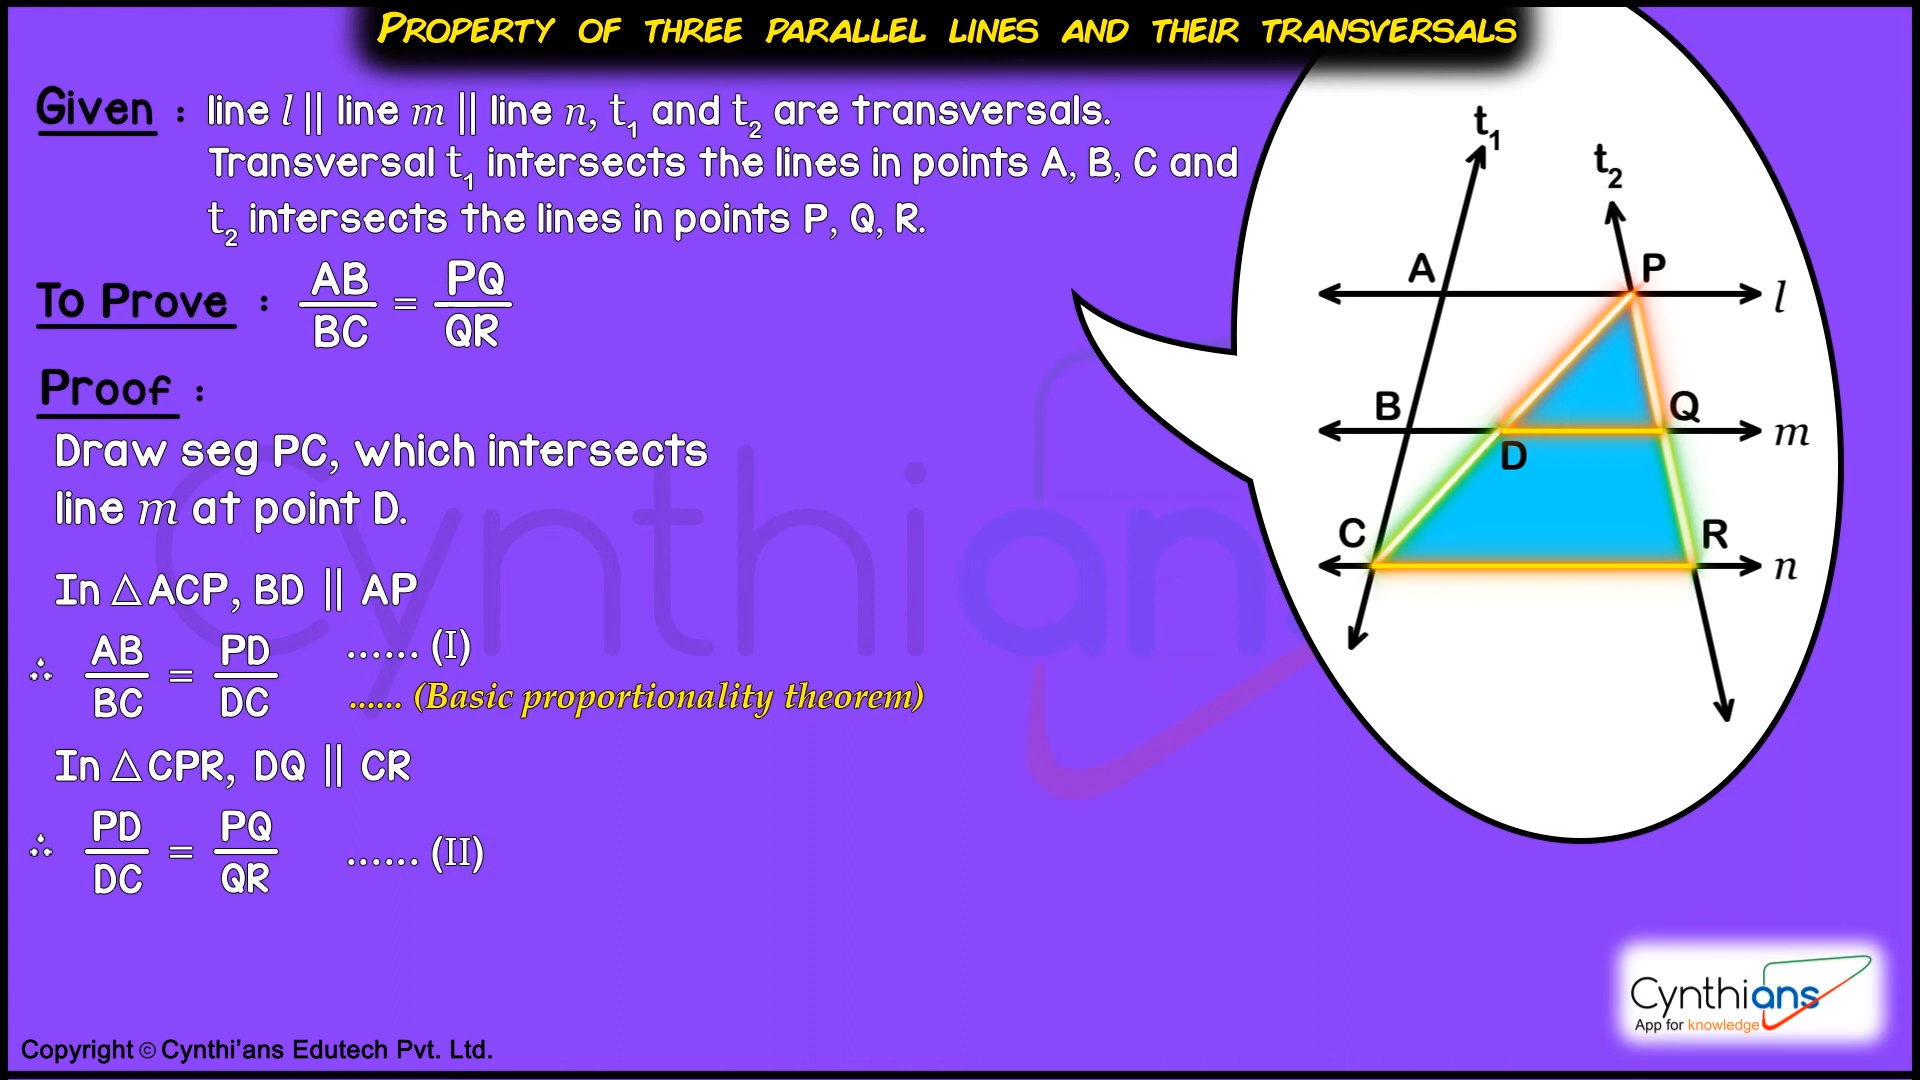 PROPERTY OF THREE PARALLEL LINES AND THEIR TRANSVERSALS
Given : line l || line m || line n, t₁ and t₂ are transversals.
Transversal t₁ intersects the lines in points A, B, C and
t₂ intersects the lines in points P, Q, R.
To Prove : AB/BC = PQ/QR
Proof :
Draw seg PC, which intersects
line m at point D.
In △ACP, BD || AP
∴ AB/BC = PD/DC ...... (I)
...... (Basic proportionality theorem)
In △CPR, DQ || CR
∴ PD/DC = PQ/QR ...... (II)
t₁
t₂
A P l
B Q m
D
C R n
Cynthians
Cynthians
App for knowledge
Copyright © Cynthi'ans Edutech Pvt. Ltd.